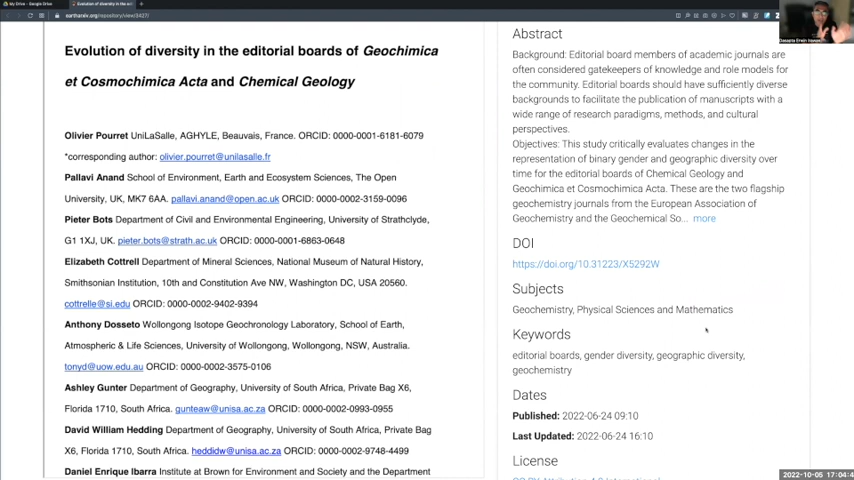 My Drive - Google Drive
Evolution of diversity in the edi
eartharxiv.org/repository/view/3427/
Evolution of diversity in the editorial boards of Geochimica
et Cosmochimica Acta and Chemical Geology
Olivier Pourret UniLaSalle, AGHYLE, Beauvais, France. ORCID: 0000-0001-6181-6079
*corresponding author: olivier.pourret@unilasalle.fr
Pallavi Anand School of Environment, Earth and Ecosystem Sciences, The Open
University, UK, MK7 6AA. pallavi.anand@open.ac.uk ORCID: 0000-0002-3159-0096
Pieter Bots Department of Civil and Environmental Engineering, University of Strathclyde,
G1 1XJ, UK. pieter.bots@strath.ac.uk ORCID: 0000-0001-6863-0648
Elizabeth Cottrell Department of Mineral Sciences, National Museum of Natural History,
Smithsonian Institution, 10th and Constitution Ave NW, Washington DC, USA 20560.
cottrelle@si.edu ORCID: 0000-0002-9402-9394
Anthony Dosseto Wollongong Isotope Geochronology Laboratory, School of Earth,
Atmospheric & Life Sciences, University of Wollongong, Wollongong, NSW, Australia.
tonyd@uow.edu.au ORCID: 0000-0002-3575-0106
Ashley Gunter Department of Geography, University of South Africa, Private Bag X6,
Florida 1710, South Africa. gunteaw@unisa.ac.za ORCID: 0000-0002-0993-0955
David William Hedding Department of Geography, University of South Africa, Private Bag
X6, Florida 1710, South Africa. heddidw@unisa.ac.za ORCID: 0000-0002-9748-4499
Daniel Enrique Ibarra Institute at Brown for Environment and Society and the Department
Abstract
Background: Editorial board members of academic journals are
often considered gatekeepers of knowledge and role models for
the community. Editorial boards should have sufficiently diverse
backgrounds to facilitate the publication of manuscripts with a
wide range of research paradigms, methods, and cultural
perspectives.
Objectives: This study critically evaluates changes in the
representation of binary gender and geographic diversity over
time for the editorial boards of Chemical Geology and
Geochimica et Cosmochimica Acta. These are the two flagship
geochemistry journals from the European Association of
Geochemistry and the Geochemical So... more
DOI
https://doi.org/10.31223/X5292W
Subjects
Geochemistry, Physical Sciences and Mathematics
Keywords
editorial boards, gender diversity, geographic diversity,
geochemistry
Dates
Published: 2022-06-24 09:10
Last Updated: 2022-06-24 16:10
License
2022-10-05 17:04:4